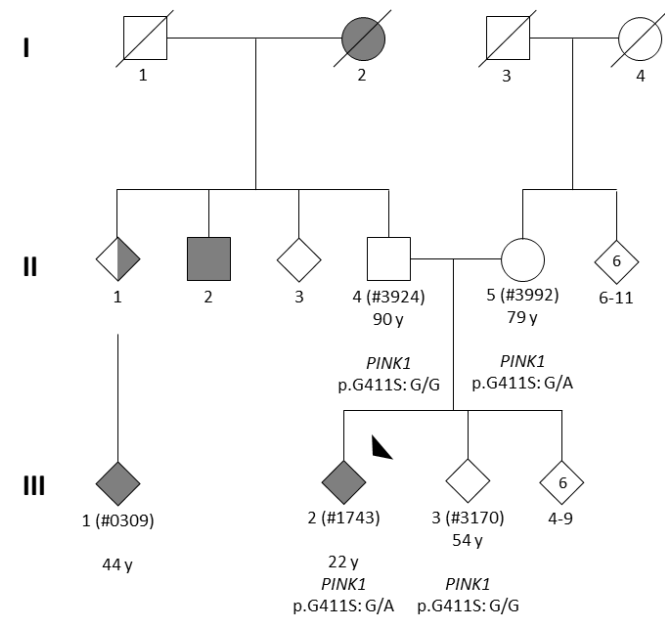 I
1
2
3
4
II
6
1
2
3
4 (#3924)
5 (#3992)
6-11
90 y
79 y
PINK1
p.G411S: G/G
PINK1
p.G411S: G/A
III
6
1 (#0309)
2 (#1743)
3 (#3170)
4-9
54 y
44 y
22 y
PINK1
p.G411S: G/A
PINK1
p.G411S: G/G